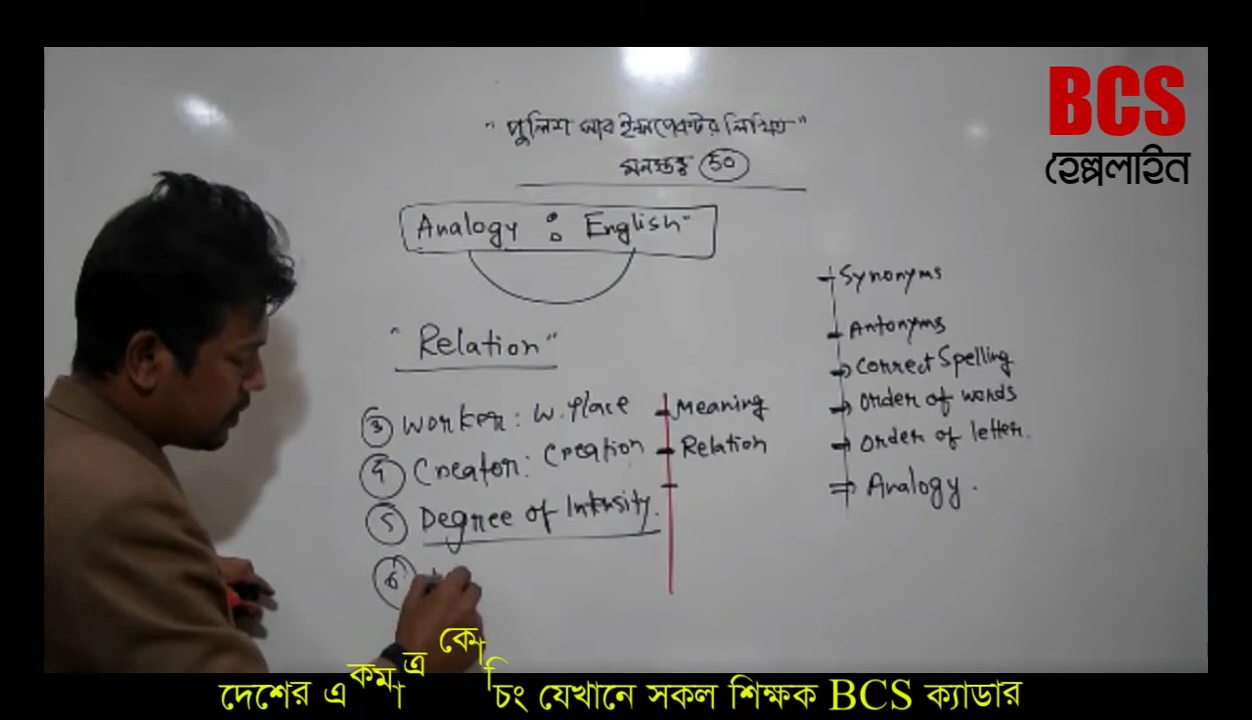 BCS
হেল্পলাইন
"পুলিশ সাব ইন্সপেকটর লিখিত"
মনস্তত্ত্ব 50
Analogy : English
"Relation"
3 Worker : W. Place
4 Creator : Creation
5 Degree of Intensity.
6
Meaning
Relation
Synonyms
Antonyms
Correct Spelling
Order of words
Order of letter.
Analogy.
দেশের একমাত্র কোচিং যেখানে সকল শিক্ষক BCS ক্যাডার